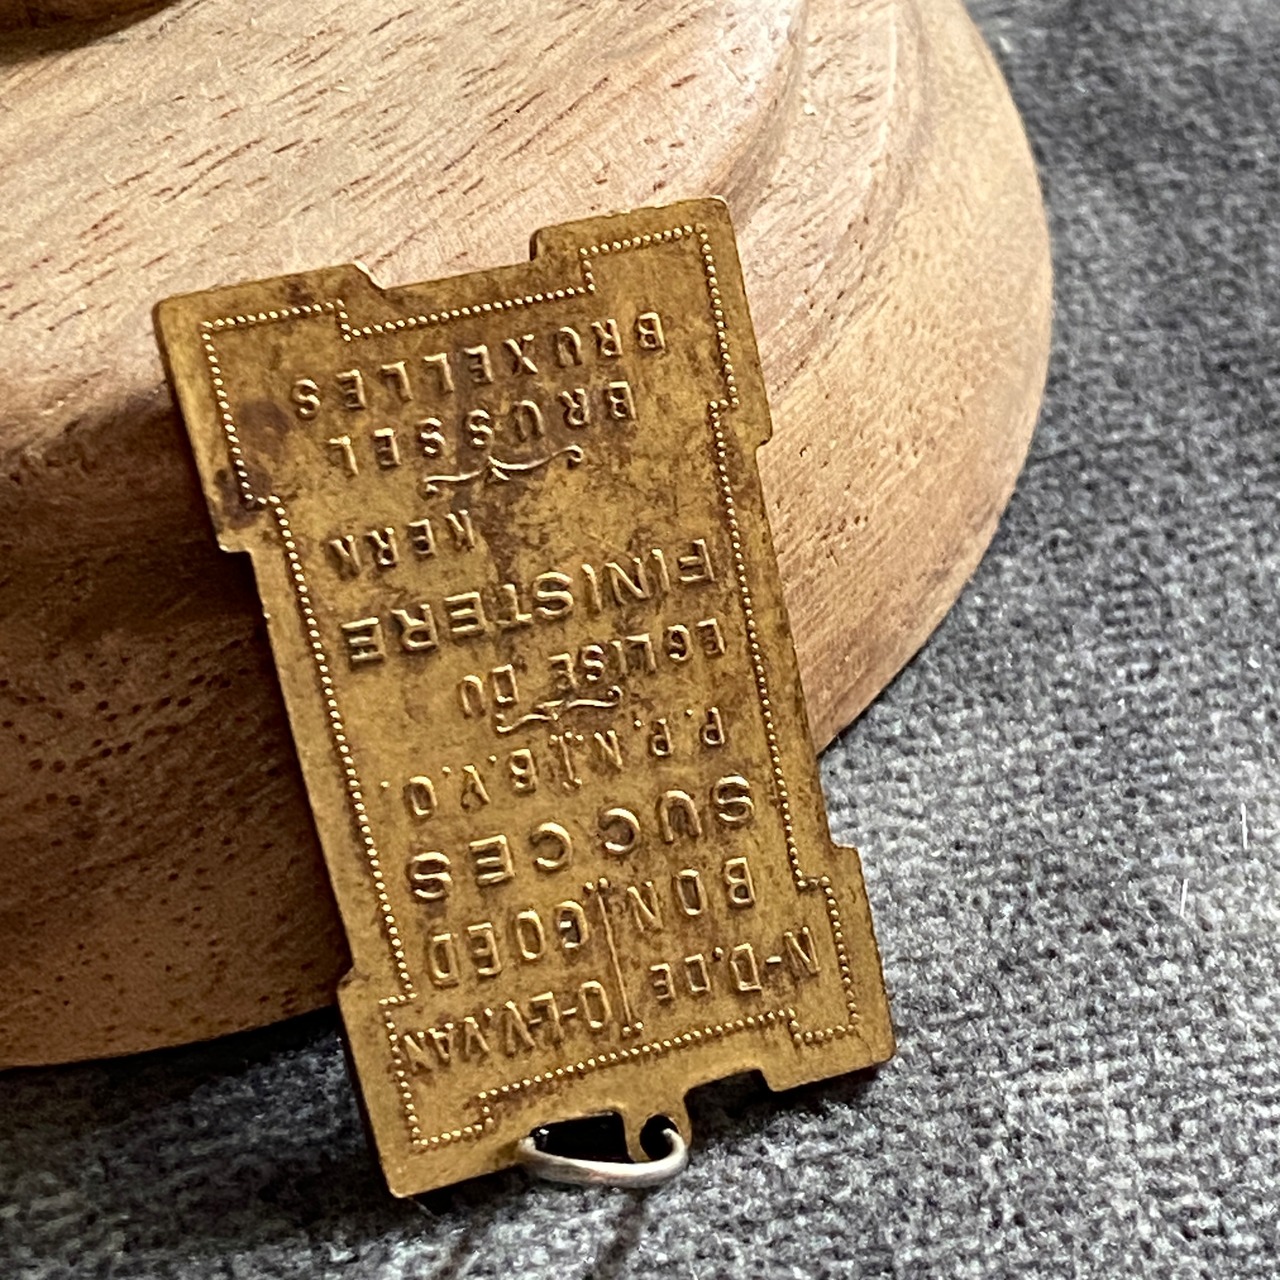 N-D. DE O-L.V. VAN
BON GOED
SUCCES
P.P.N. B.V.O.
EGLISE DU
FINISTERE
KERK
BRUSSEL
BRUXELLES